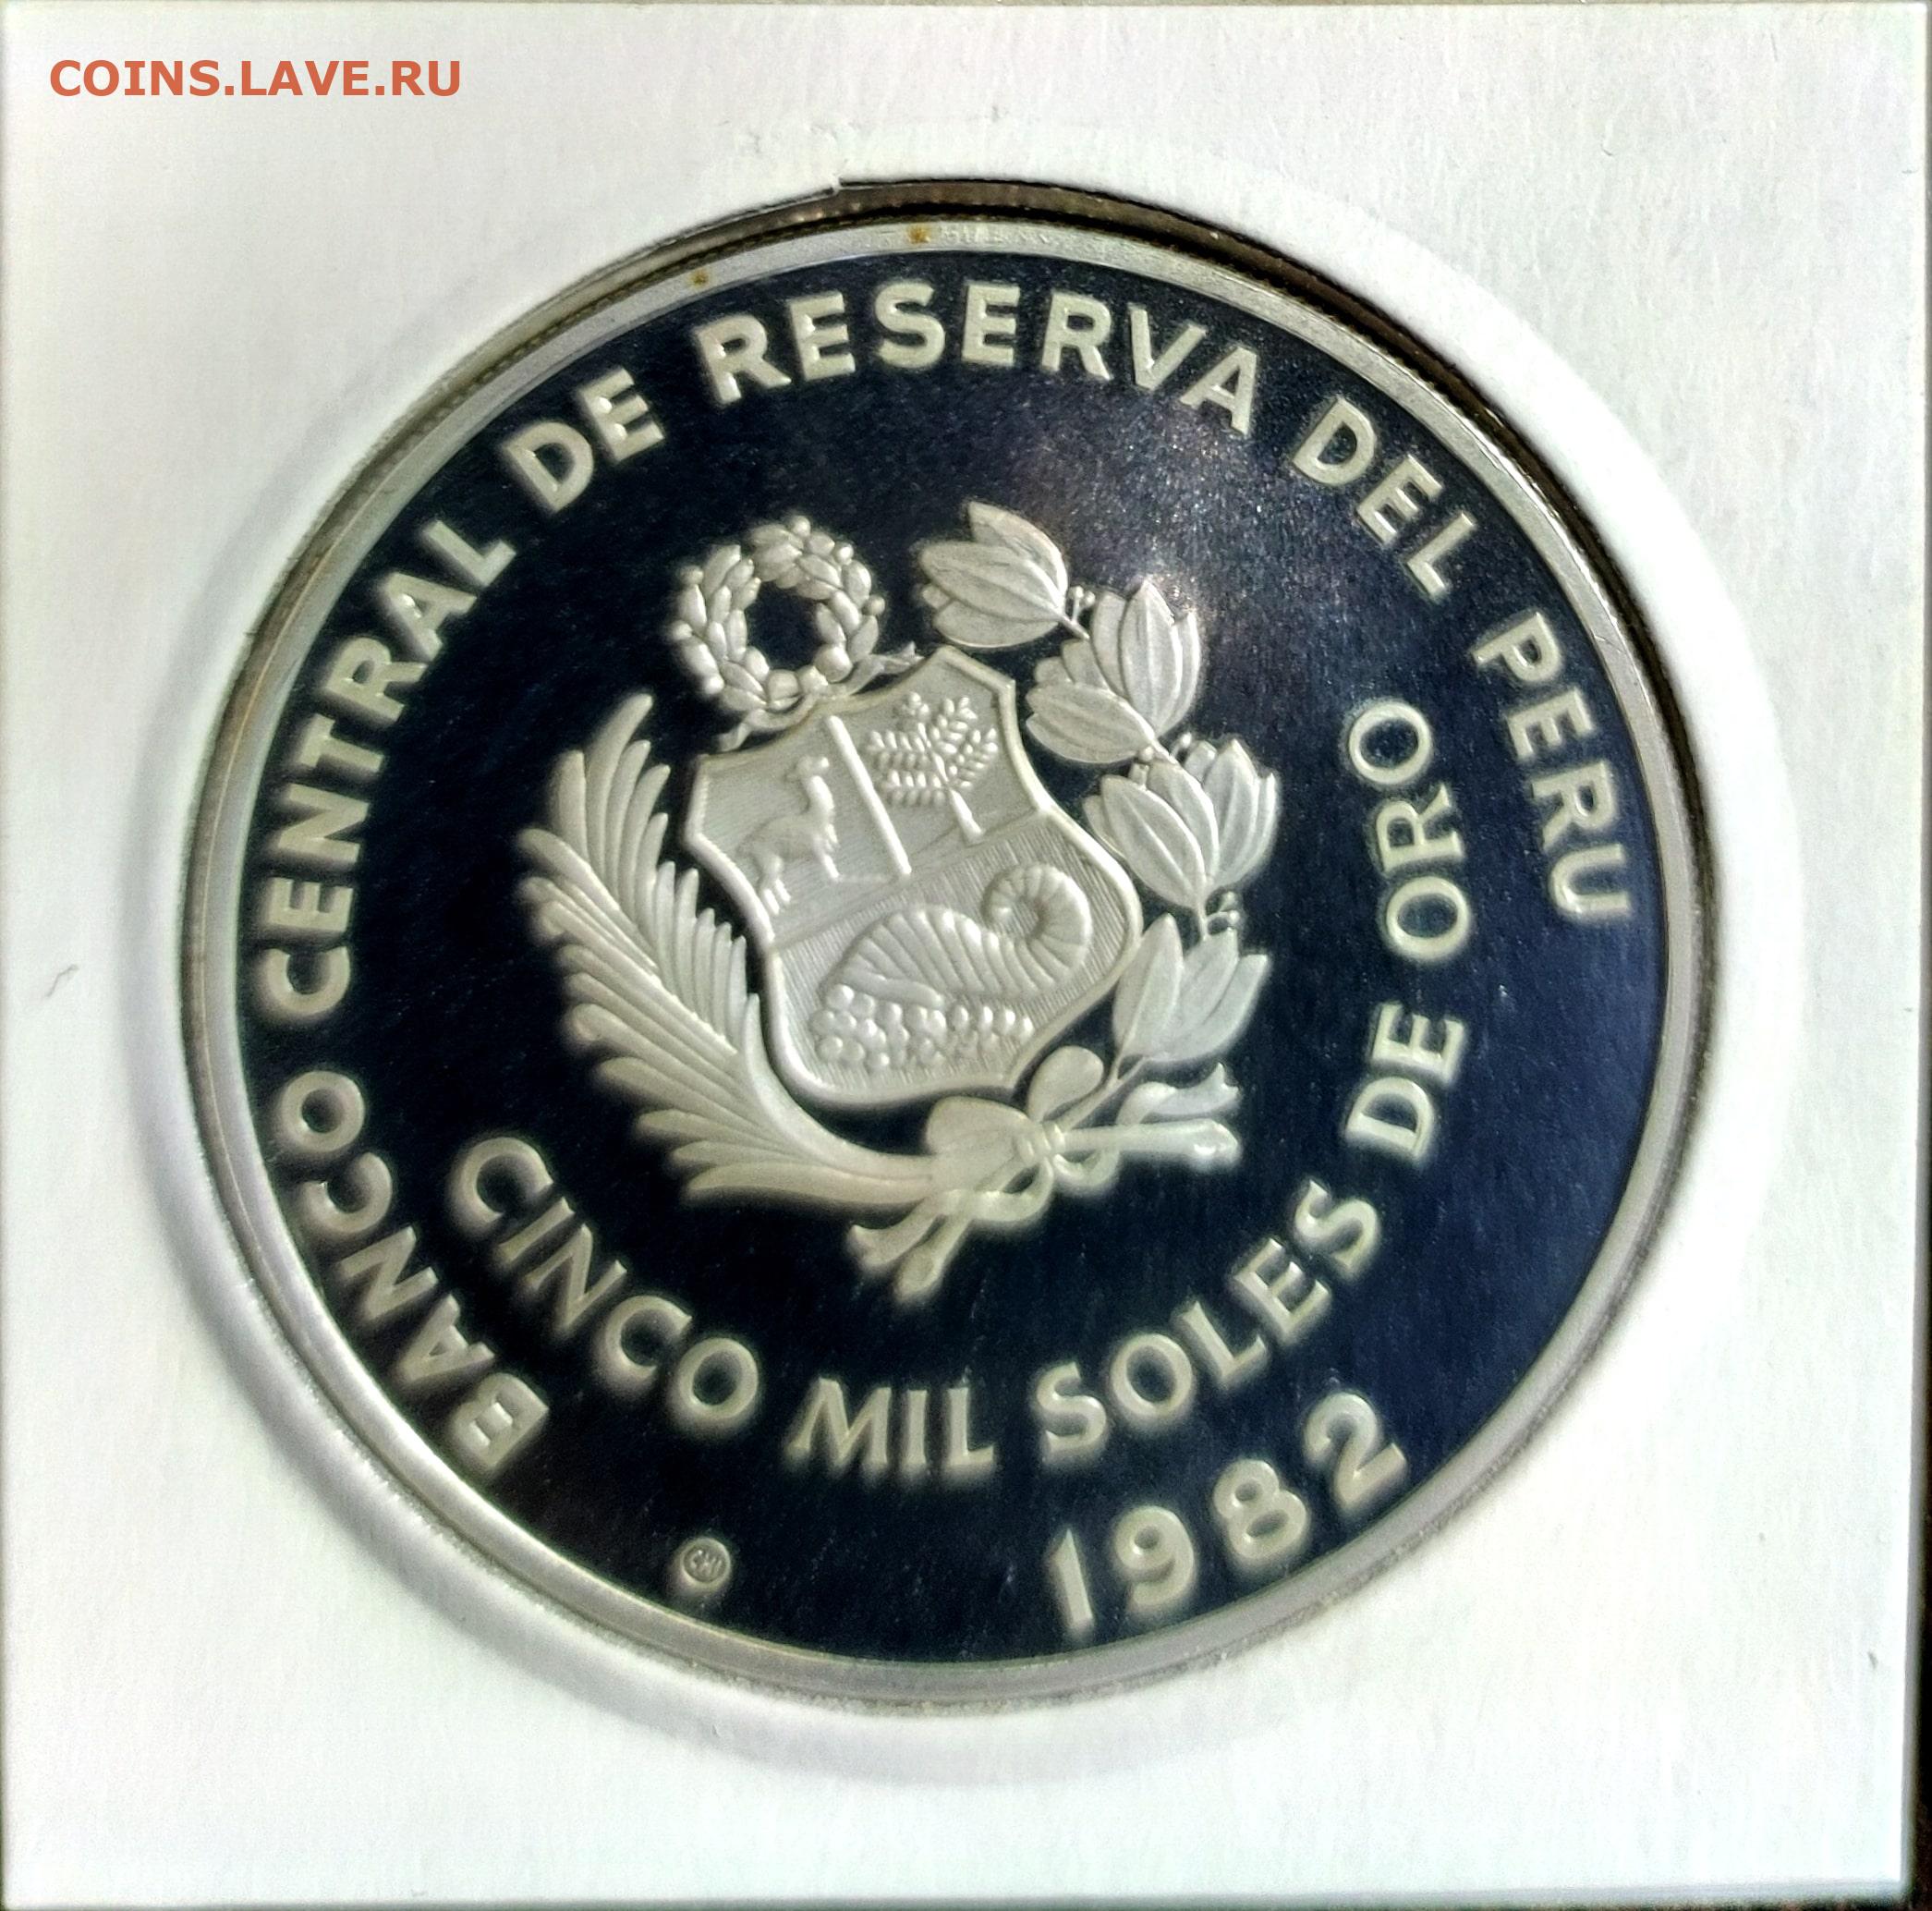 COINS.LAVE.RU
BANCO CENTRAL DE RESERVA DEL PERU
CINCO MIL SOLES DE ORO
1982